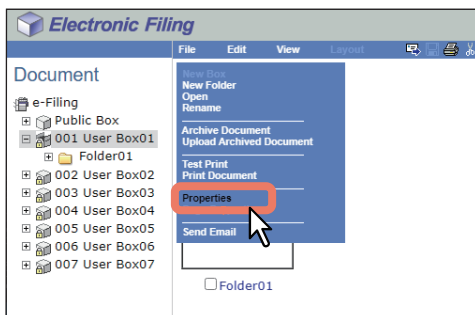 Electronic Filing
File Edit View Layout
Document
e-Filing
Public Box
001 User Box01
Folder01
002 User Box02
003 User Box03
004 User Box04
005 User Box05
006 User Box06
007 User Box07
New Box
New Folder
Open
Rename
Archive Document
Upload Archived Document
Test Print
Print Document
Properties
Send Email
Folder01